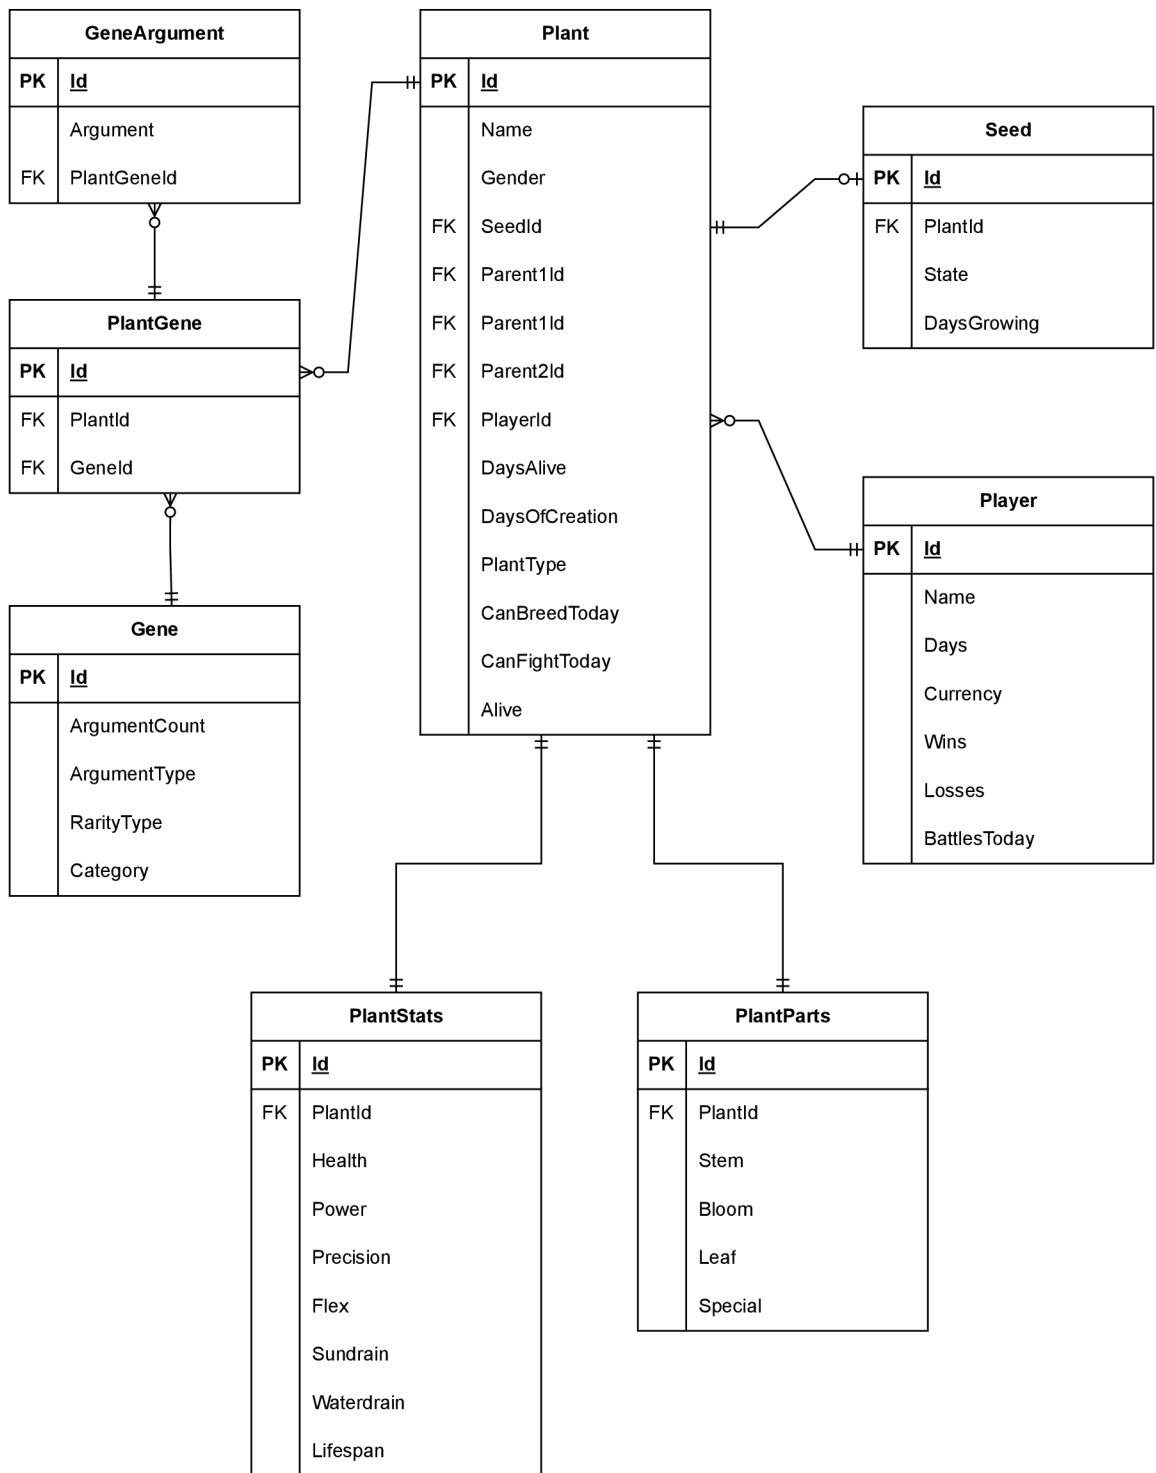 GeneArgument
PK Id
Argument
FK PlantGeneId
PlantGene
PK Id
FK PlantId
FK GeneId
Gene
PK Id
ArgumentCount
ArgumentType
RarityType
Category
Plant
PK Id
Name
Gender
FK SeedId
FK Parent1Id
FK Parent1Id
FK Parent2Id
FK PlayerId
DaysAlive
DaysOfCreation
PlantType
CanBreedToday
CanFightToday
Alive
Seed
PK Id
FK PlantId
State
DaysGrowing
Player
PK Id
Name
Days
Currency
Wins
Losses
BattlesToday
PlantStats
PK Id
FK PlantId
Health
Power
Precision
Flex
Sundrain
Waterdrain
Lifespan
PlantParts
PK Id
FK PlantId
Stem
Bloom
Leaf
Special